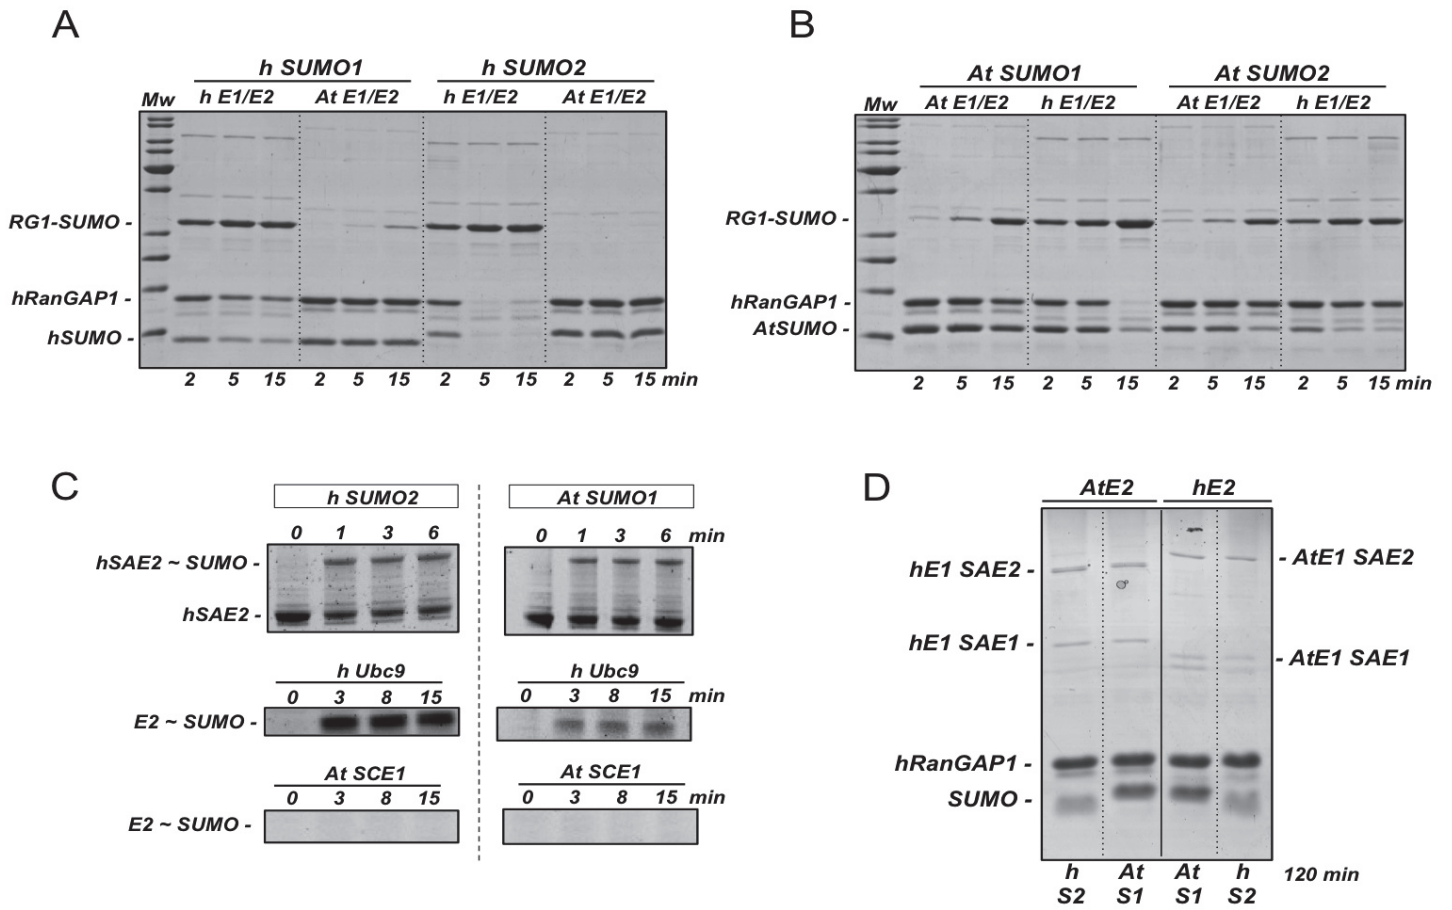 A
h SUMO1 h SUMO2
Mw h E1/E2 At E1/E2 h E1/E2 At E1/E2
RG1-SUMO -
hRanGAP1 -
hSUMO -
2 5 15 2 5 15 2 5 15 2 5 15 min
B
At SUMO1 At SUMO2
Mw At E1/E2 h E1/E2 At E1/E2 h E1/E2
RG1-SUMO -
hRanGAP1 -
AtSUMO -
2 5 15 2 5 15 2 5 15 2 5 15 min
C
h SUMO2 At SUMO1
0 1 3 6 0 1 3 6 min
hSAE2 ~ SUMO -
hSAE2 -
h Ubc9 h Ubc9
0 3 8 15 0 3 8 15 min
E2 ~ SUMO -
At SCE1 At SCE1
0 3 8 15 0 3 8 15 min
E2 ~ SUMO -
D
AtE2 hE2
hE1 SAE2 - - AtE1 SAE2
hE1 SAE1 - - AtE1 SAE1
hRanGAP1 -
SUMO -
h At At h 120 min
S2 S1 S1 S2